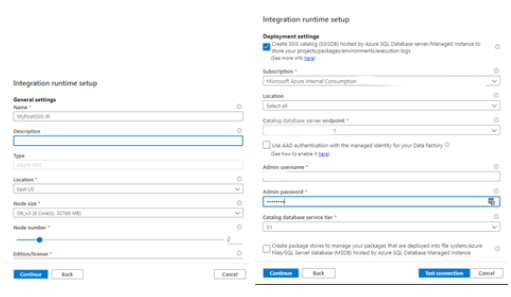 Integration runtime setup
General settings
Name *
MyFirstSSIS-IR
Description
Type
Azure-SSIS
Location *
East US
Node size *
D8_v3 (8 Core(s), 32768 MB)
Node number *
2
Edition/license *
Continue
Back
Cancel
Integration runtime setup
Deployment settings
Create SSIS catalog (SSISDB) hosted by Azure SQL Database server/Managed Instance to
store your projects/packages/environments/execution logs
(See more info here)
Subscription *
Microsoft Azure Internal Consumption
Location
Select all
Catalog database server endpoint *
Use AAD authentication with the managed identity for your Data Factory
(See how to enable it here)
Admin username *
Admin password *
Catalog database service tier *
S1
Create package stores to manage your packages that are deployed into file system/Azure
Files/SQL Server database (MSDB) hosted by Azure SQL Database Managed Instance
Continue
Back
Test connection
Cancel